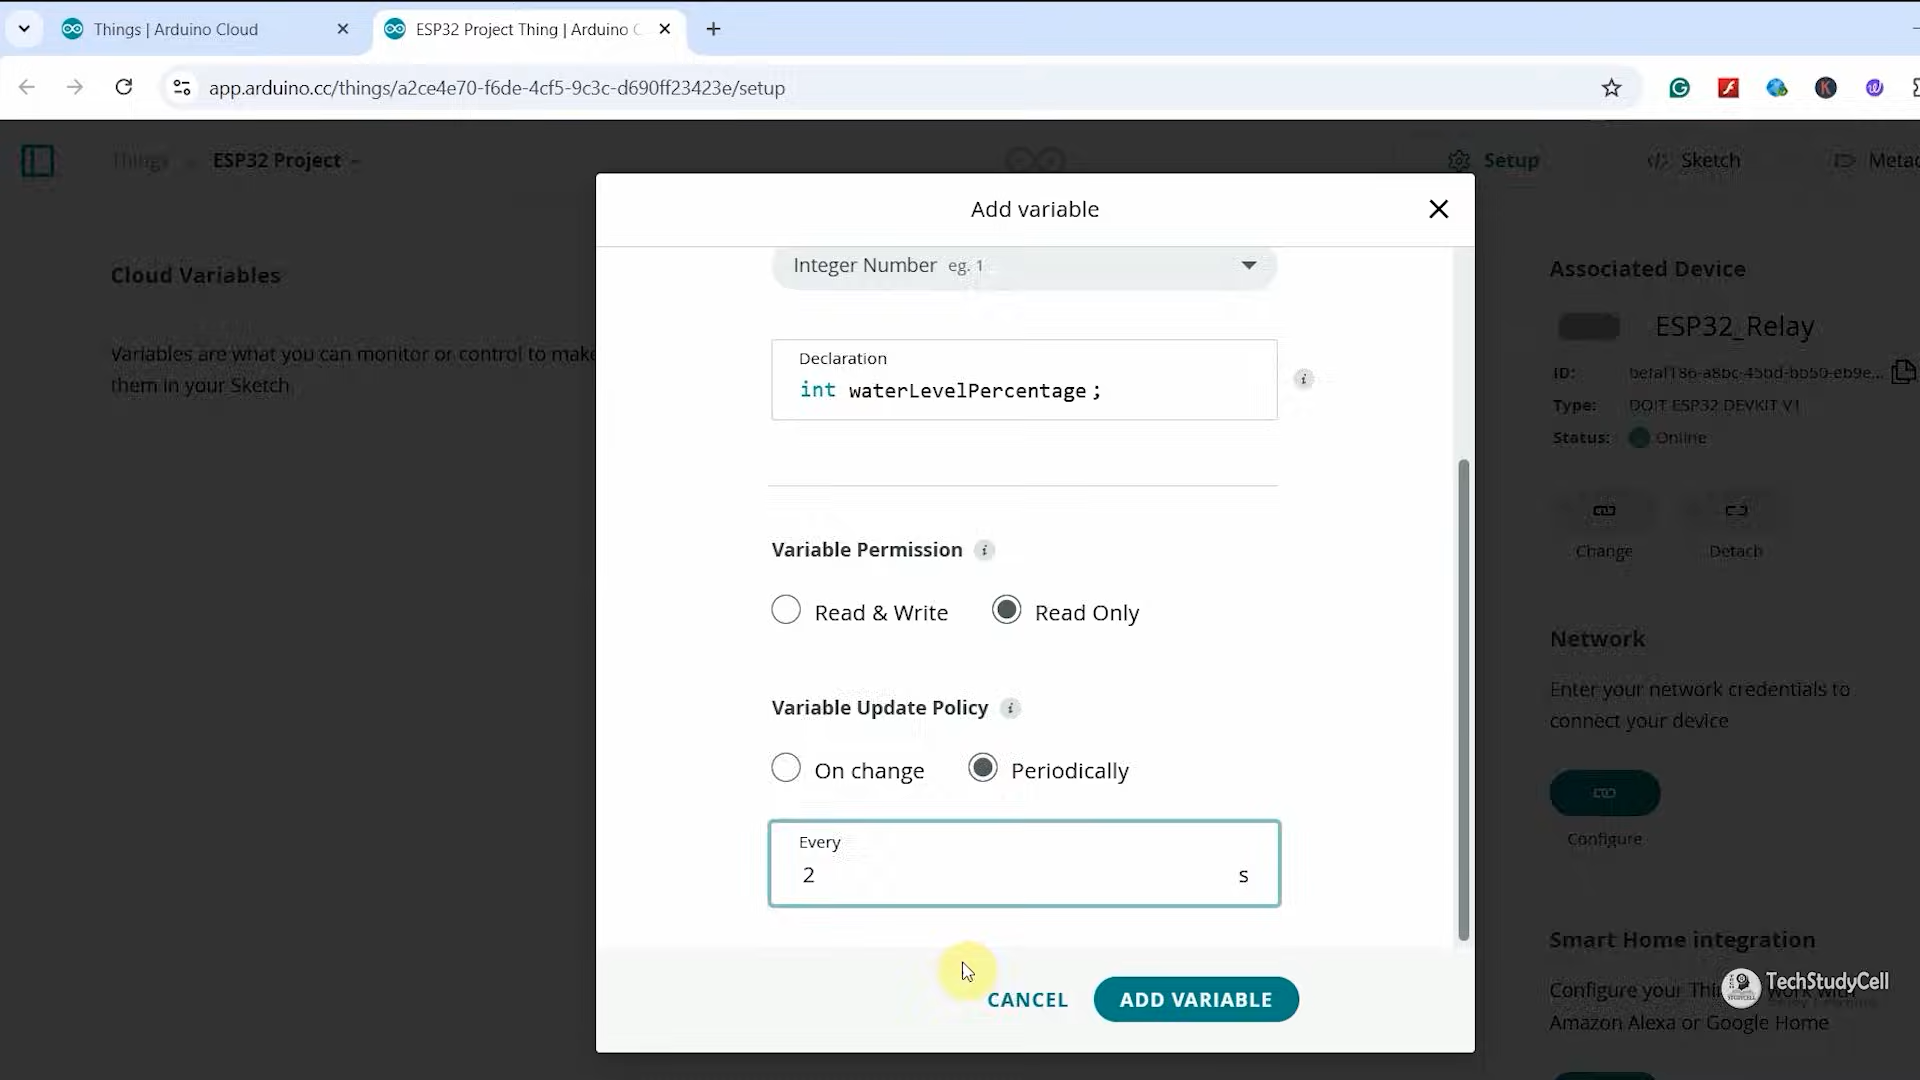 Things | Arduino Cloud
ESP32 Project Thing | Arduino C
app.arduino.cc/things/a2ce4e70-f6de-4cf5-9c3c-d690ff23423e/setup
Things
ESP32 Project
Setup
</> Sketch
Metac
Add variable
Integer Number eg. 1
Cloud Variables
Variables are what you can monitor or control to make
them in your Sketch
Declaration
int waterLevelPercentage ;
Variable Permission
Read & Write
Read Only
Variable Update Policy
On change
Periodically
Every
2
s
CANCEL
ADD VARIABLE
Associated Device
ESP32_Relay
ID:
Type: DOIT ESP32 DEVKIT V1
Status: Online
Change
Detach
Network
Enter your network credentials to
connect your device
Configure
Smart Home integration
Configure your Thi work with
Amazon Alexa or Google Home
TechStudyCell